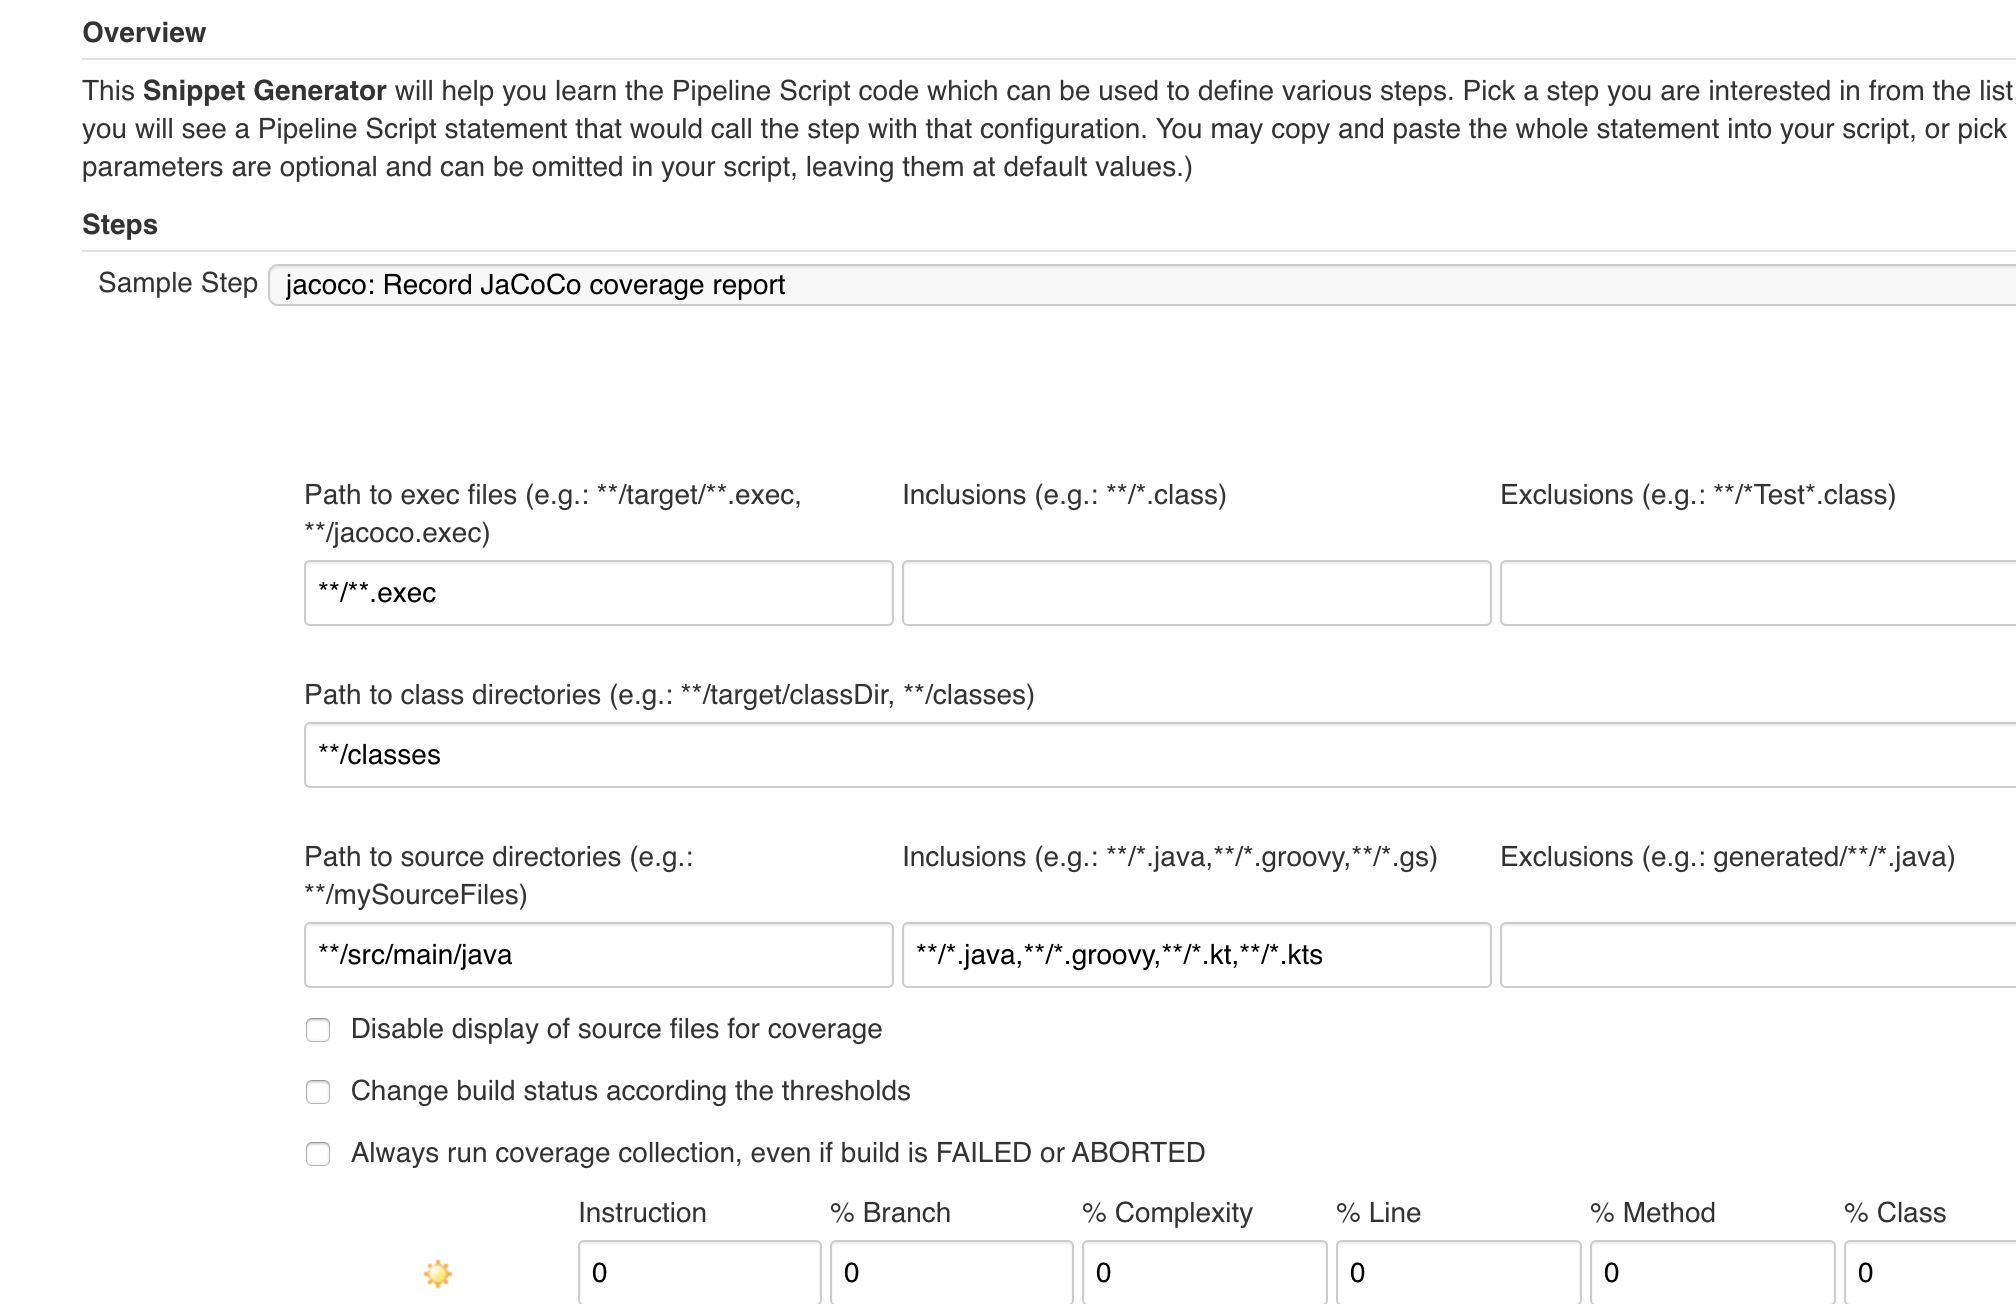 Overview
This Snippet Generator will help you learn the Pipeline Script code which can be used to define various steps. Pick a step you are interested in from the list
you will see a Pipeline Script statement that would call the step with that configuration. You may copy and paste the whole statement into your script, or pick
parameters are optional and can be omitted in your script, leaving them at default values.)
Steps
Sample Step jacoco: Record JaCoCo coverage report
Path to exec files (e.g.: **/target/**.exec, Inclusions (e.g.: **/*.class) Exclusions (e.g.: **/*Test*.class)
**/jacoco.exec)
**/**.exec
Path to class directories (e.g.: **/target/classDir, **/classes)
**/classes
Path to source directories (e.g.: Inclusions (e.g.: **/*.java,**/*.groovy,**/*.gs) Exclusions (e.g.: generated/**/*.java)
**/mySourceFiles)
**/src/main/java **/*.java,**/*.groovy,**/*.kt,**/*.kts
Disable display of source files for coverage
Change build status according the thresholds
Always run coverage collection, even if build is FAILED or ABORTED
Instruction % Branch % Complexity % Line % Method % Class
0 0 0 0 0 0